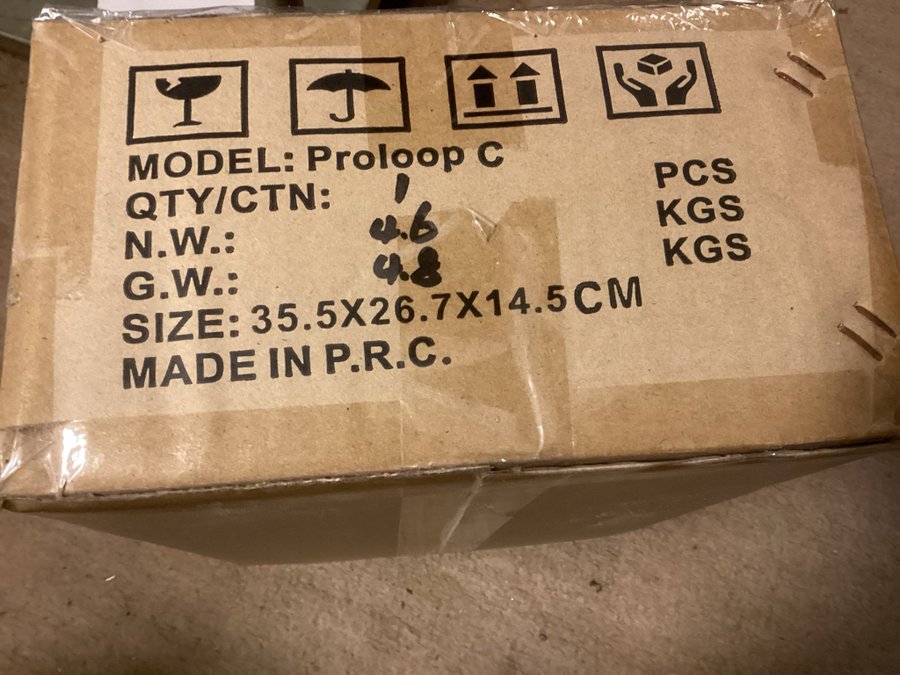 MODEL: Proloop C
QTY/CTN: 1 PCS
N.W.: 4.6 KGS
G.W.: 4.8 KGS
SIZE: 35.5X26.7X14.5CM
MADE IN P.R.C.